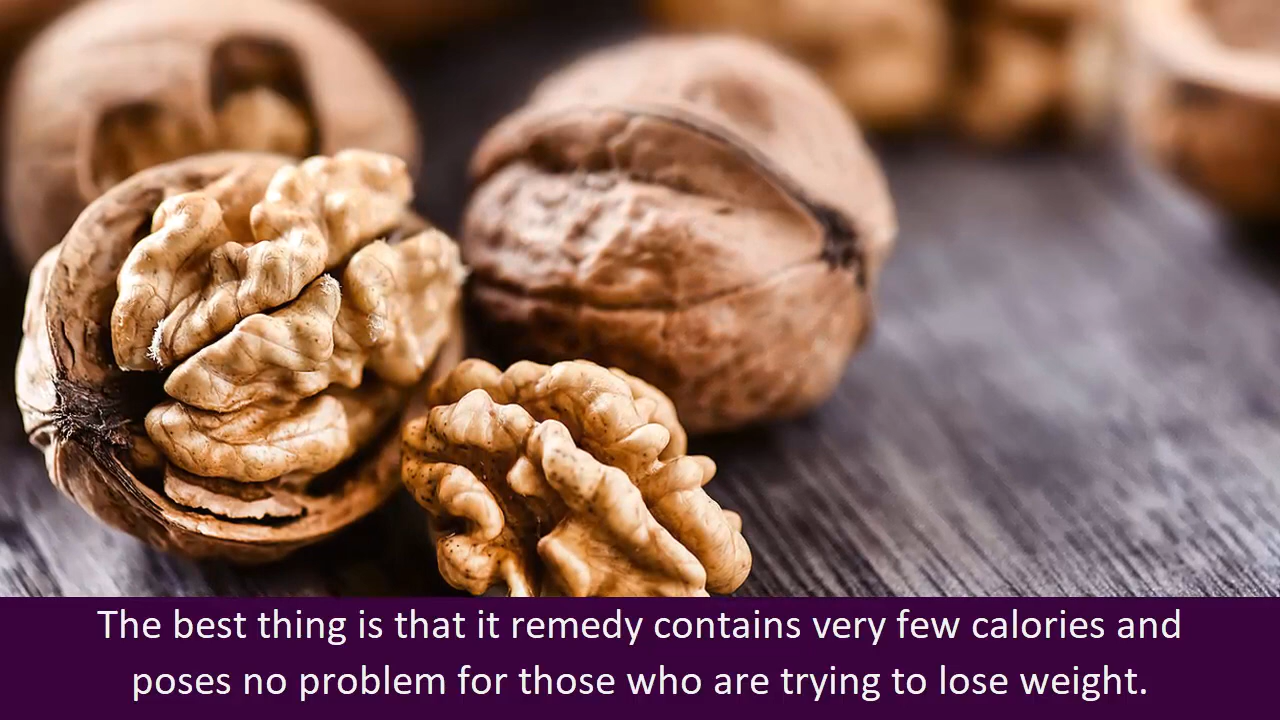 The best thing is that it remedy contains very few calories and
poses no problem for those who are trying to lose weight.